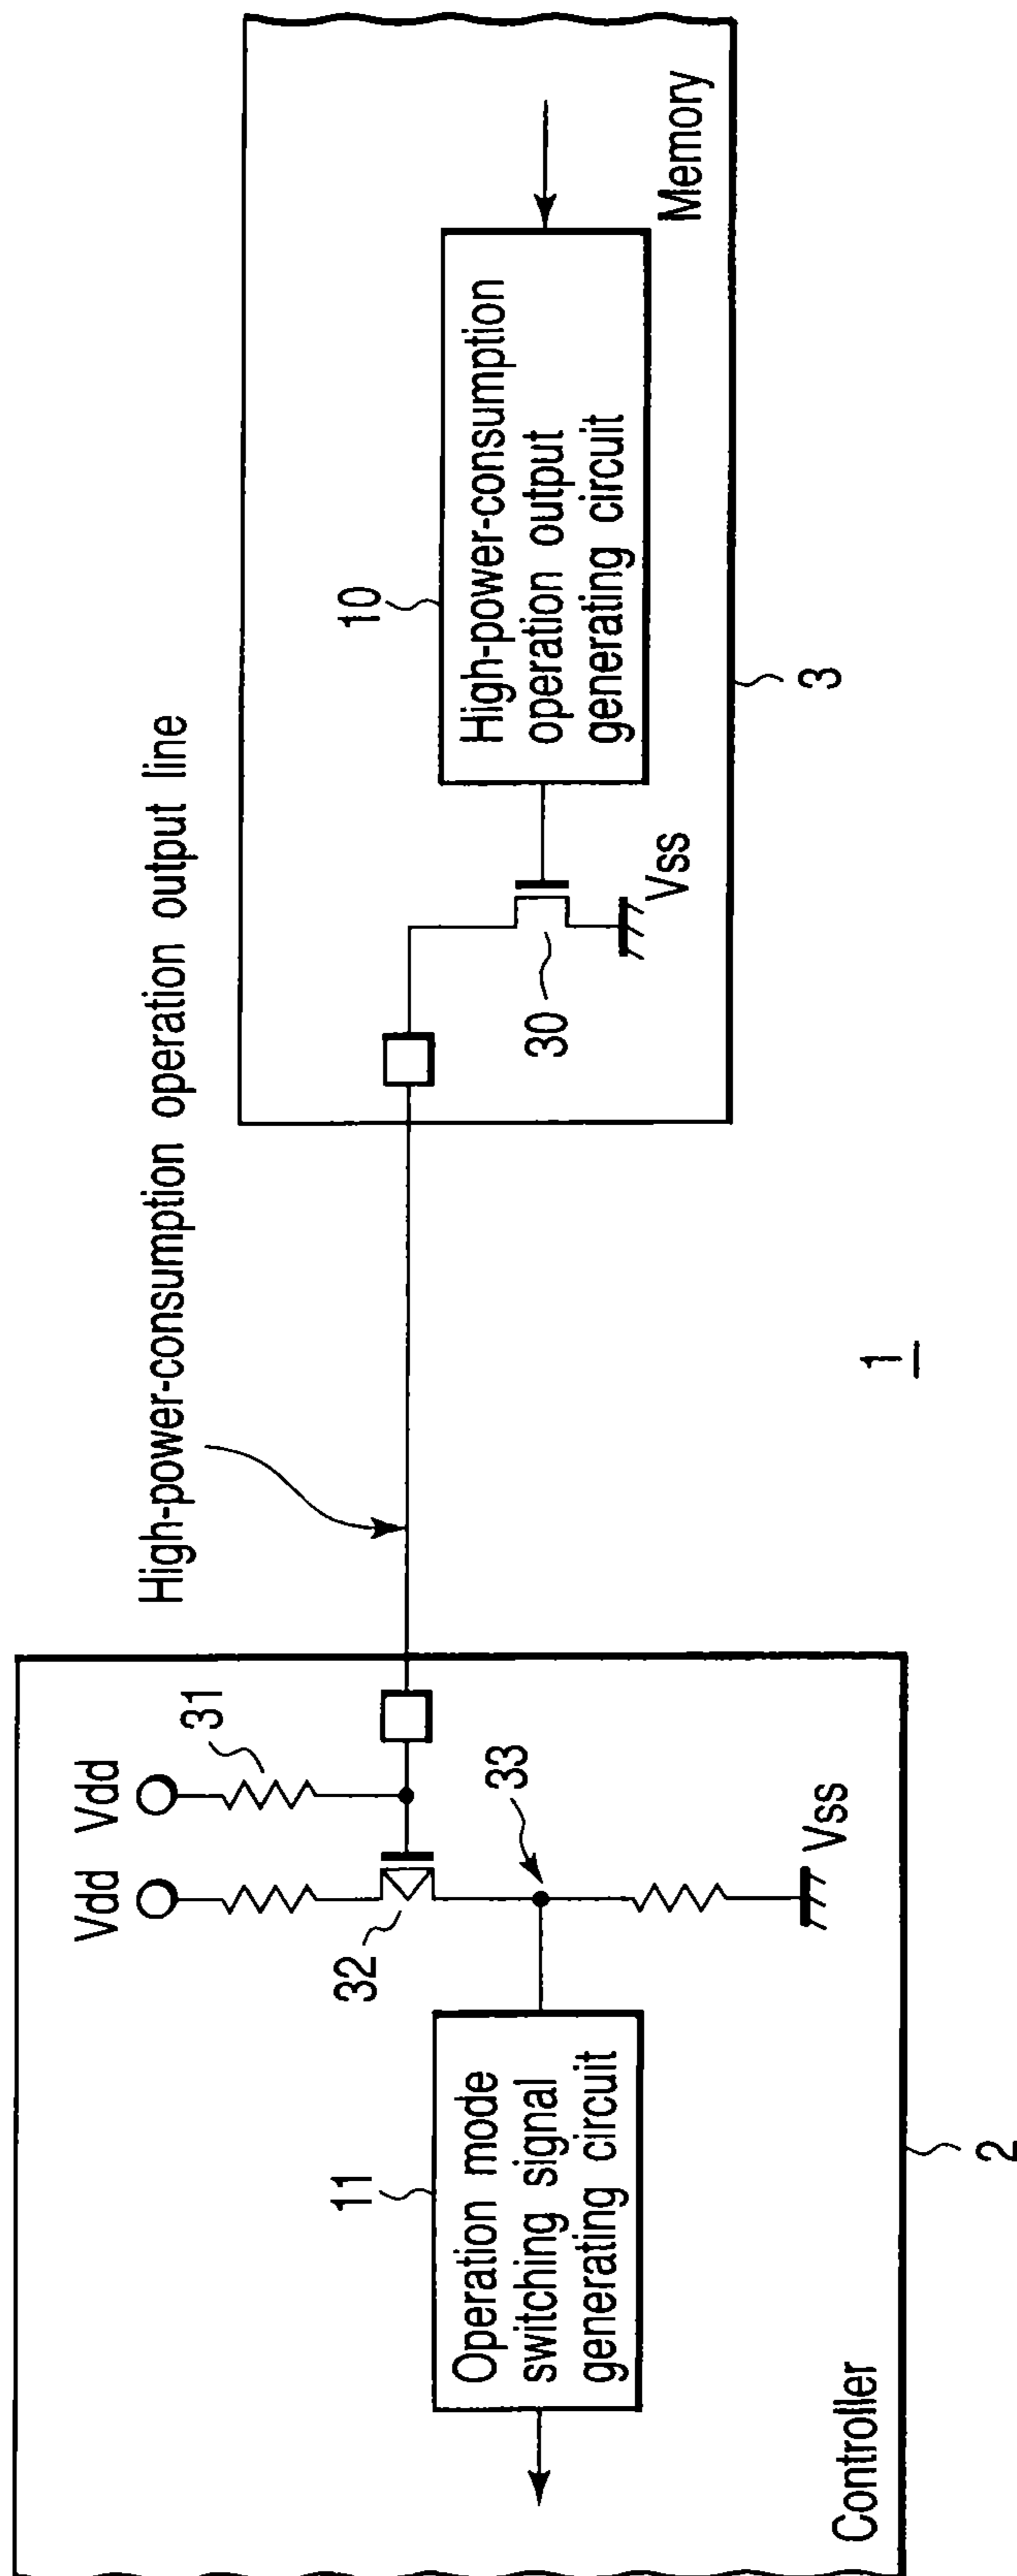 High-power-consumption operation output line
Vdd
Vdd
31
32
33
Vss
11
Operation mode
switching signal
generating circuit
Controller
2
1
10
High-power-consumption
operation output
generating circuit
30
Vss
Memory
3